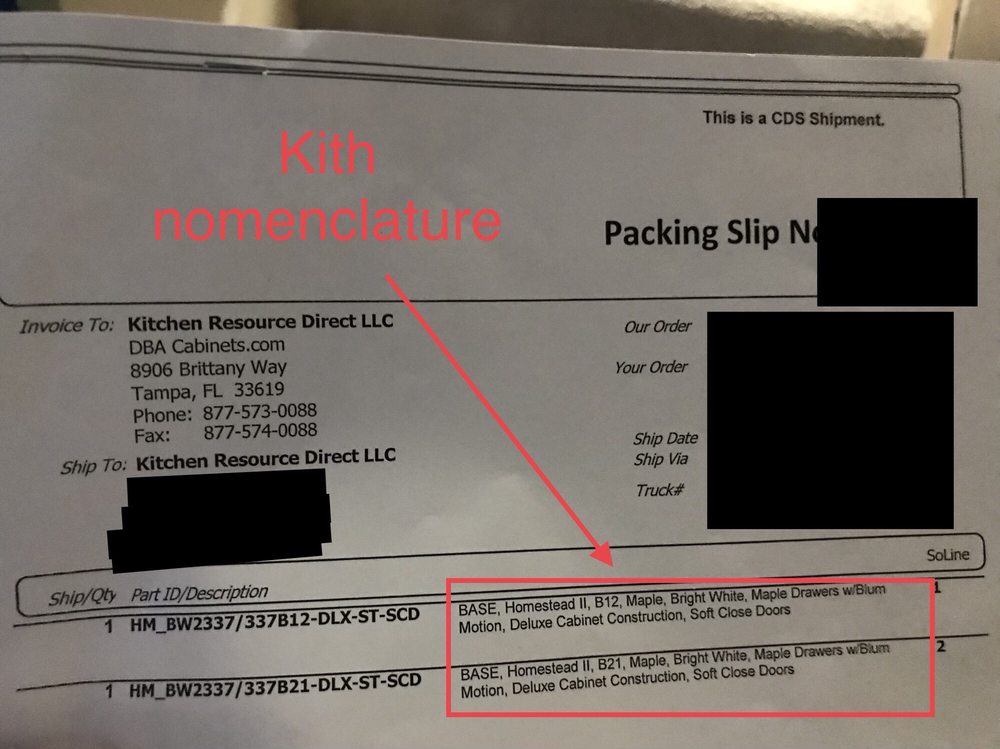 This is a CDS Shipment.
Kith
nomenclature
Packing Slip No
Invoice To: Kitchen Resource Direct LLC
DBA Cabinets.com
8906 Brittany Way
Tampa, FL 33619
Phone: 877-573-0088
Fax: 877-574-0088
Ship To: Kitchen Resource Direct LLC
Our Order
Your Order
Ship Date
Ship Via
Truck#
Ship/Qty Part ID/Description SoLine
1 HM_BW2337/337B12-DLX-ST-SCD BASE, Homestead II, B12, Maple, Bright White, Maple Drawers w/Blum 1
Motion, Deluxe Cabinet Construction, Soft Close Doors
1 HM_BW2337/337B21-DLX-ST-SCD BASE, Homestead II, B21, Maple, Bright White, Maple Drawers w/Blum 2
Motion, Deluxe Cabinet Construction, Soft Close Doors